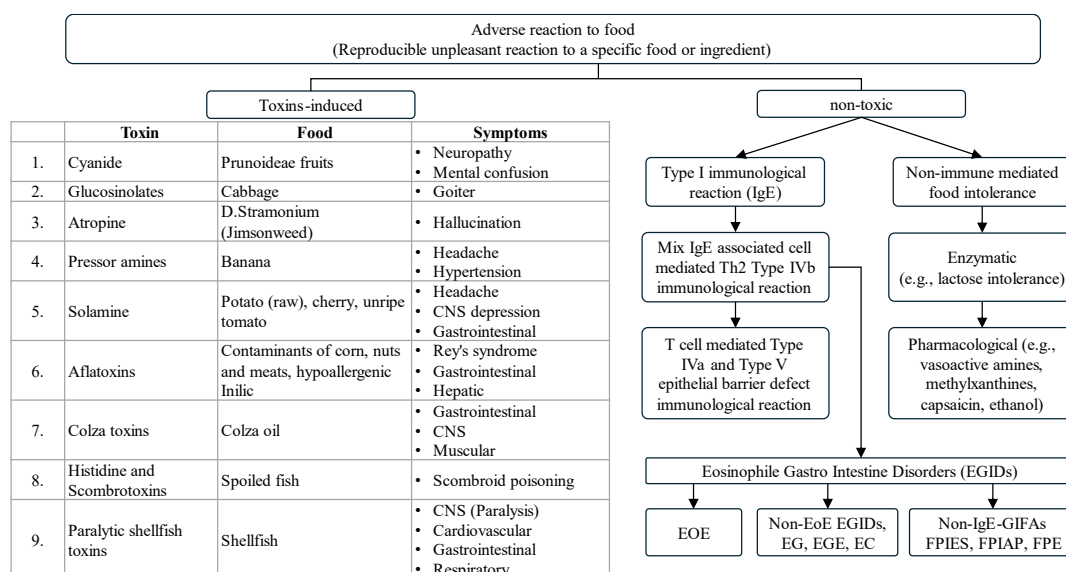 Adverse reaction to food
(Reproducible unpleasant reaction to a specific food or ingredient)
Toxins-induced
Toxin Food Symptoms
1. Cyanide Prunoideae fruits • Neuropathy
• Mental confusion
2. Glucosinolates Cabbage • Goiter
3. Atropine D.Stramonium
(Jimsonweed) • Hallucination
4. Pressor amines Banana • Headache
• Hypertension
5. Solamine Potato (raw), cherry, unripe
tomato • Headache
• CNS depression
• Gastrointestinal
6. Aflatoxins Contaminants of corn, nuts
and meats, hypoallergenic
Inilic • Rey's syndrome
• Gastrointestinal
• Hepatic
7. Colza toxins Colza oil • Gastrointestinal
• CNS
• Muscular
8. Histidine and
Scombrotoxins Spoiled fish • Scombroid poisoning
9. Paralytic shellfish
toxins Shellfish • CNS (Paralysis)
• Cardiovascular
• Gastrointestinal
• Respiratory
non-toxic
Type I immunological
reaction (IgE)
Mix IgE associated cell
mediated Th2 Type IVb
immunological reaction
T cell mediated Type
IVa and Type V
epithelial barrier defect
immunological reaction
Non-immune mediated
food intolerance
Enzymatic
(e.g., lactose intolerance)
Pharmacological (e.g.,
vasoactive amines,
methylxanthines,
capsaicin, ethanol)
Eosinophile Gastro Intestine Disorders (EGIDs)
EOE
Non-EoE EGIDs,
EG, EGE, EC
Non-IgE-GIFAs
FPIES, FPIAP, FPE